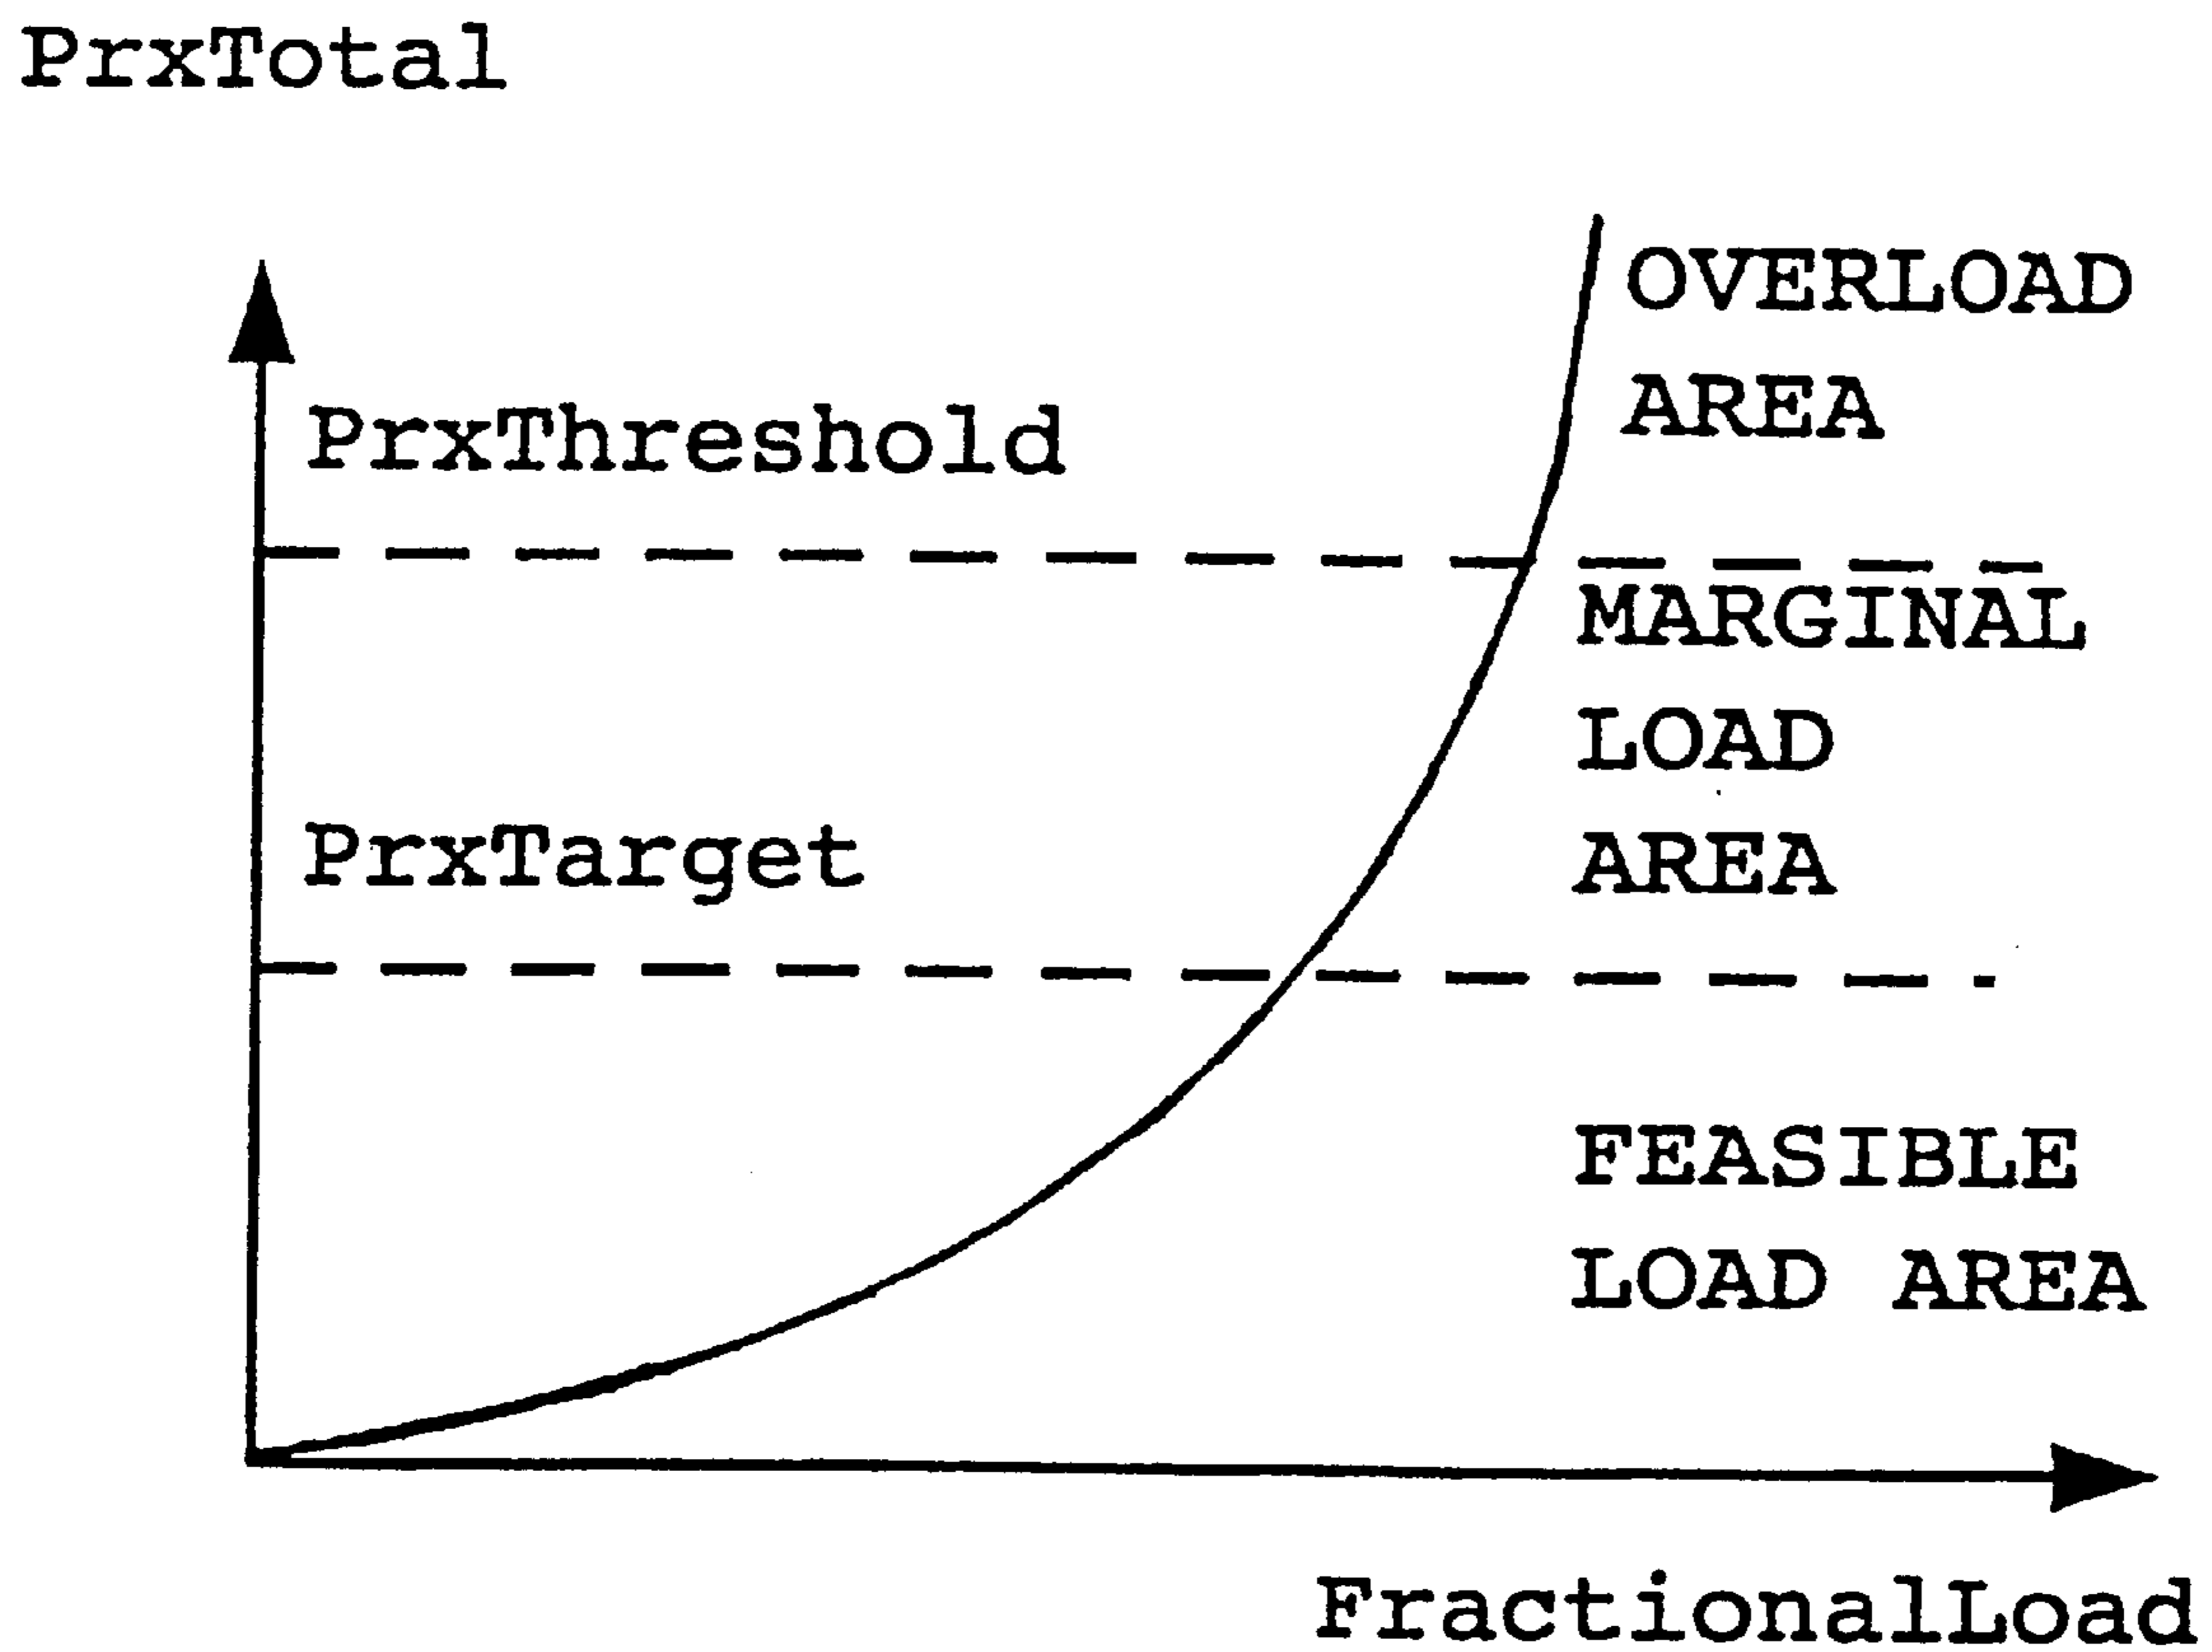 PrxTotal
OVERLOAD
AREA
PrxThreshold
MARGINAL
LOAD
AREA
PrxTarget
FEASIBLE
LOAD AREA
FractionalLoad